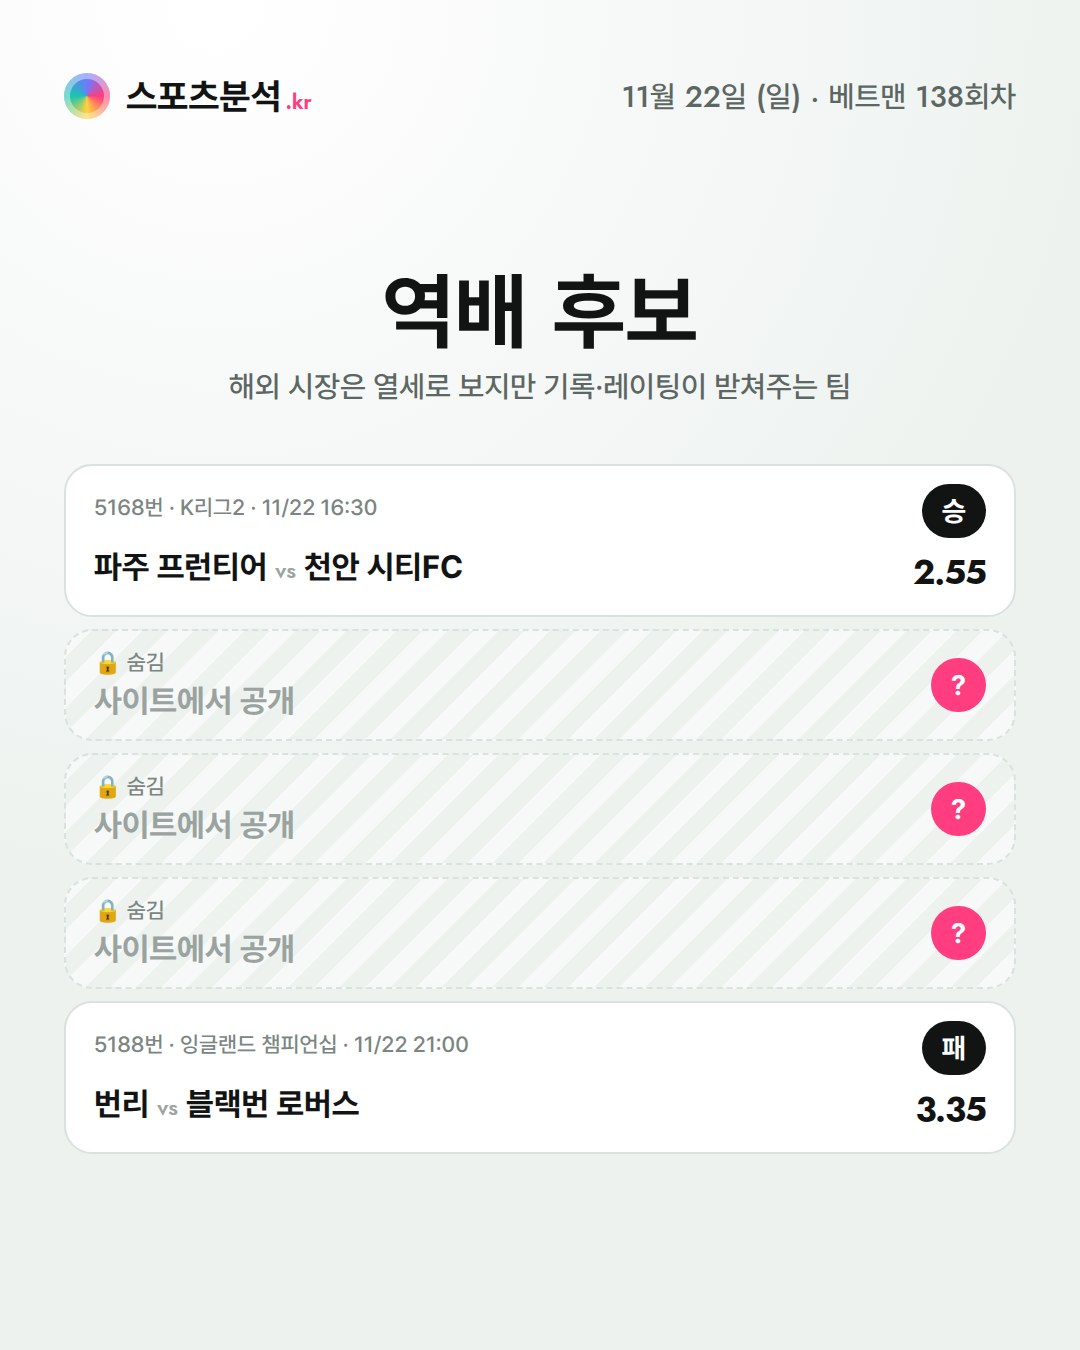 스포츠분석.kr
11월 22일 (일) · 베트맨 138회차
역배 후보
해외 시장은 열세로 보지만 기록·레이팅이 받쳐주는 팀
5168번 · K리그2 · 11/22 16:30
승
파주 프런티어 vs 천안 시티FC
2.55
🔒 숨김
사이트에서 공개
?
🔒 숨김
사이트에서 공개
?
🔒 숨김
사이트에서 공개
?
5188번 · 잉글랜드 챔피언십 · 11/22 21:00
패
번리 vs 블랙번 로버스
3.35